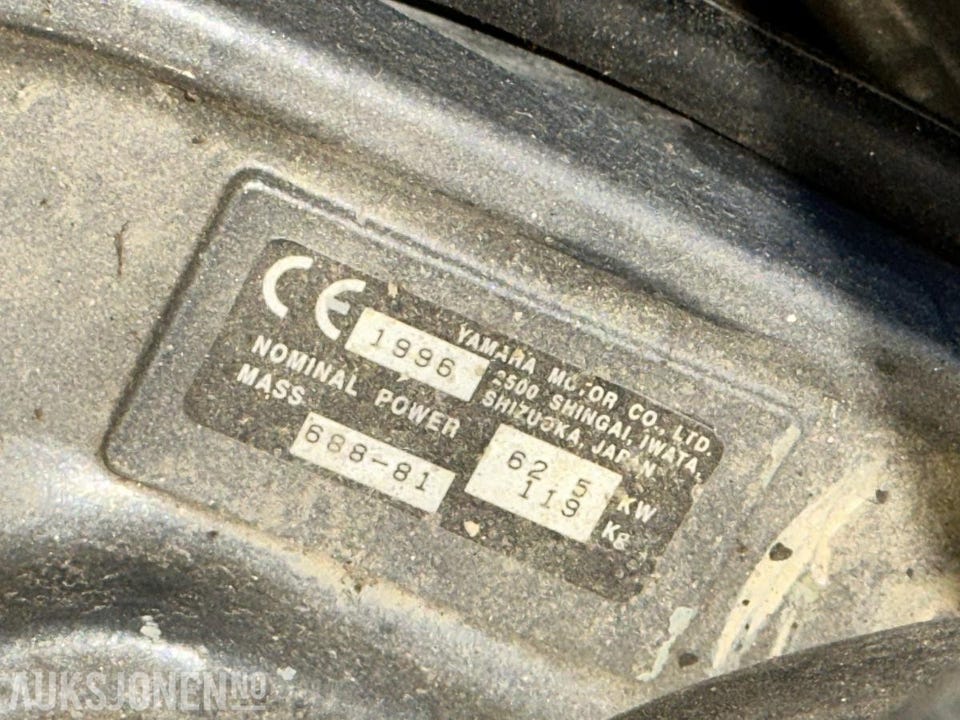 CE 1996
YAMAHA MOTOR CO., LTD.
2500 SHINGAI, IWATA,
SHIZUOKA, JAPAN
NOMINAL POWER 62.5 KW
MASS 119 Kg
688-81
AUKSJONEN NO